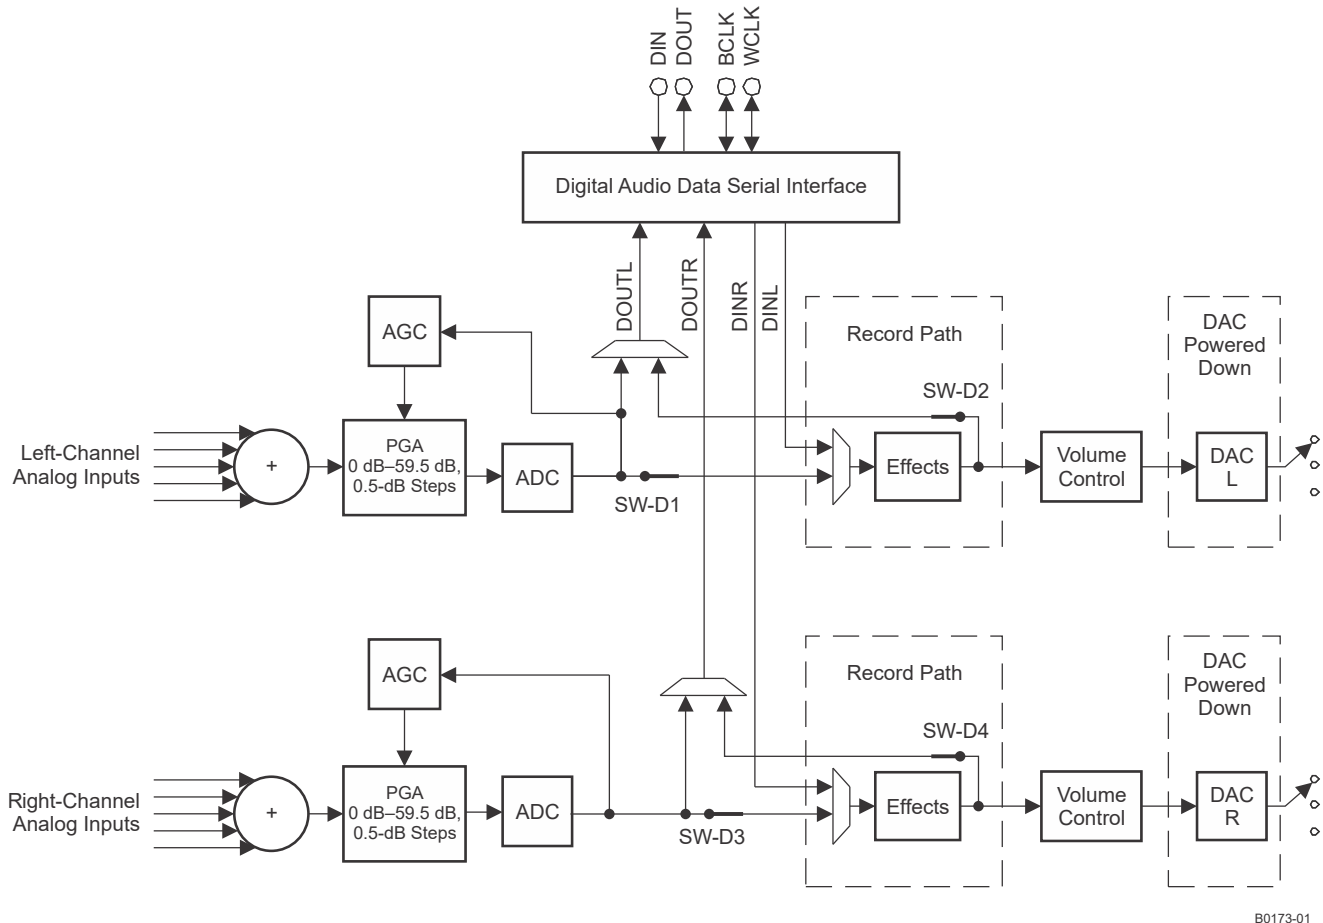 DIN
DOUT
BCLK
WCLK
Digital Audio Data Serial Interface
DOUTL
DOUTR
DINR
DINL
AGC
Record Path
DAC
Powered
Down
SW-D2
Left-Channel
Analog Inputs
+
PGA
0 dB–59.5 dB,
0.5-dB Steps
ADC
SW-D1
Effects
Volume
Control
DAC
L
AGC
Record Path
DAC
Powered
Down
SW-D4
Right-Channel
Analog Inputs
+
PGA
0 dB–59.5 dB,
0.5-dB Steps
ADC
SW-D3
Effects
Volume
Control
DAC
R
B0173-01